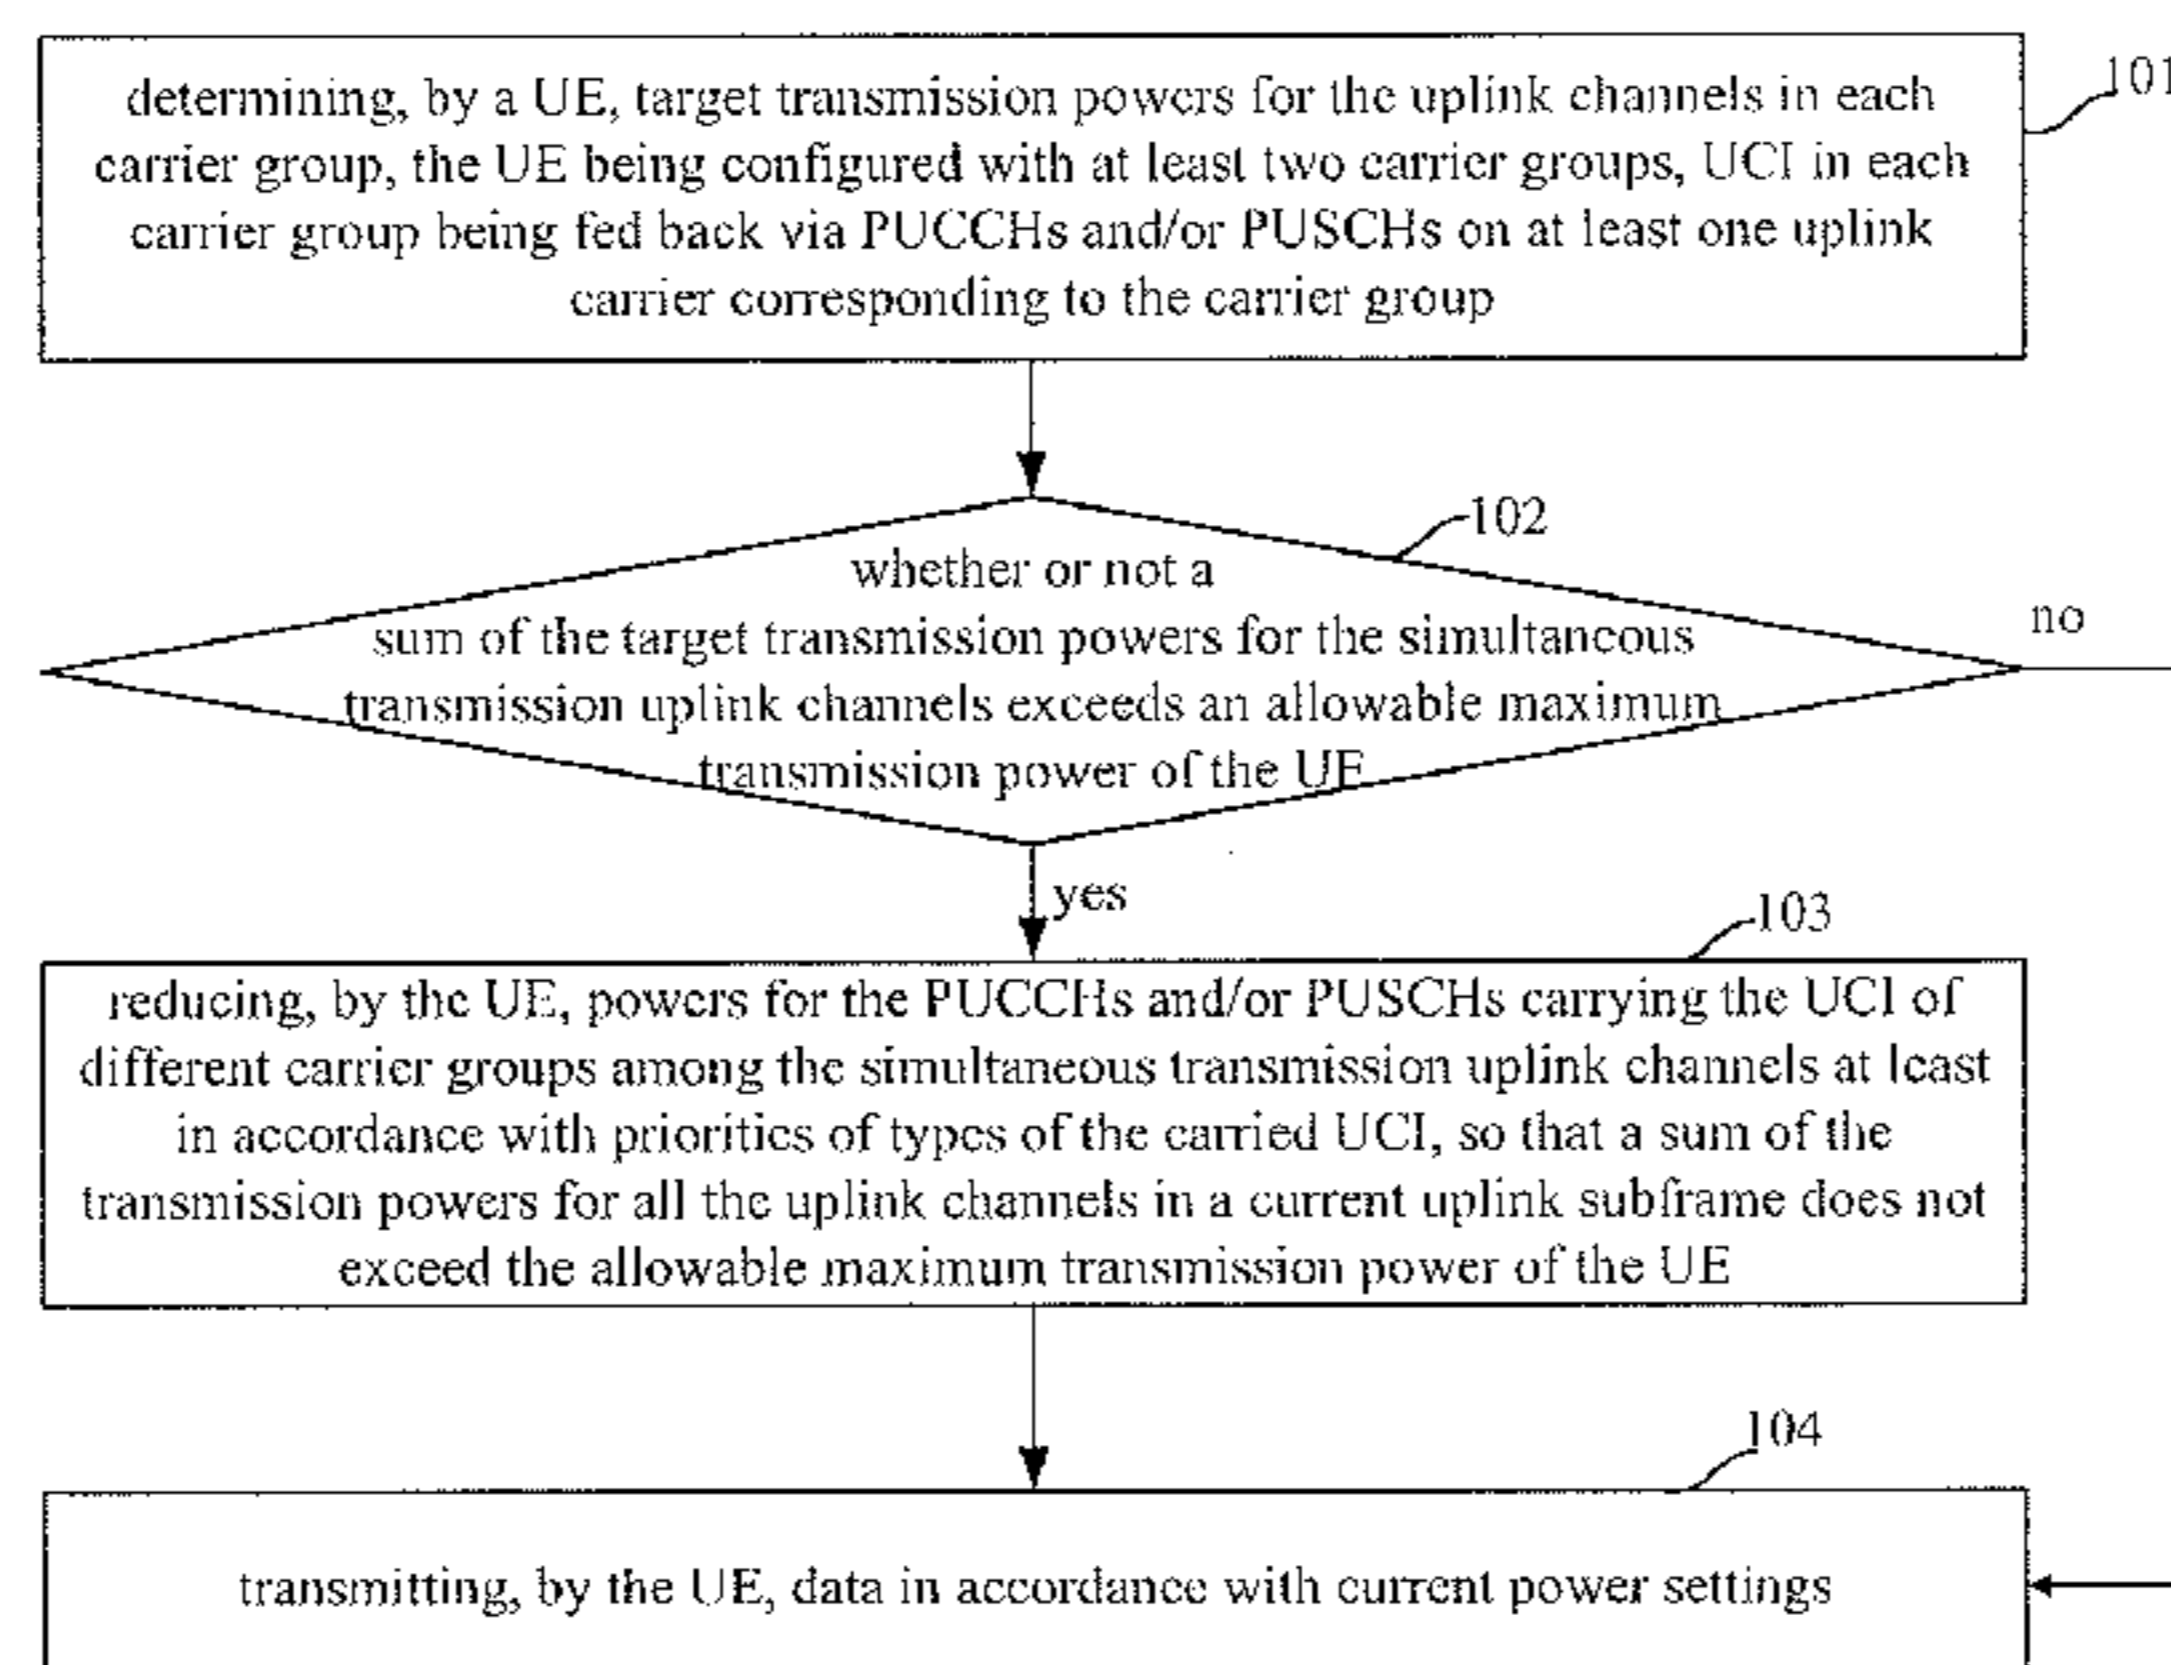 determining, by a UE, target transmission powers for the uplink channels in each
carrier group, the UE being configured with at least two carrier groups, UCI in each
carrier group being fed back via PUCCHs and/or PUSCHs on at least one uplink
carrier corresponding to the carrier group
101
102
whether or not a
sum of the target transmission powers for the simultaneous
transmission uplink channels exceeds an allowable maximum
transmission power of the UE
no
yes
103
reducing, by the UE, powers for the PUCCHs and/or PUSCHs carrying the UCI of
different carrier groups among the simultaneous transmission uplink channels at least
in accordance with priorities of types of the carried UCI, so that a sum of the
transmission powers for all the uplink channels in a current uplink subframe does not
exceed the allowable maximum transmission power of the UE
104
transmitting, by the UE, data in accordance with current power settings